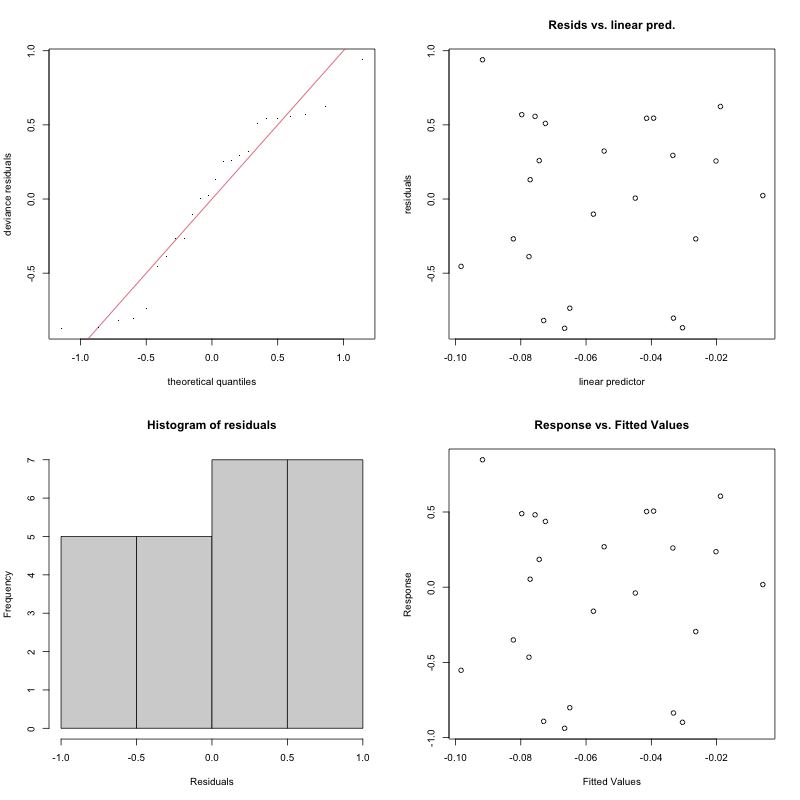 deviance residuals
1.0
0.5
0.0
-0.5
-1.0 -0.5 0.0 0.5 1.0
theoretical quantiles
Resids vs. linear pred.
residuals
1.0
0.5
0.0
-0.5
-0.10 -0.08 -0.06 -0.04 -0.02
linear predictor
Histogram of residuals
Frequency
7
6
5
4
3
2
1
0
-1.0 -0.5 0.0 0.5 1.0
Residuals
Response vs. Fitted Values
Response
0.5
0.0
-0.5
-1.0
-0.10 -0.08 -0.06 -0.04 -0.02
Fitted Values